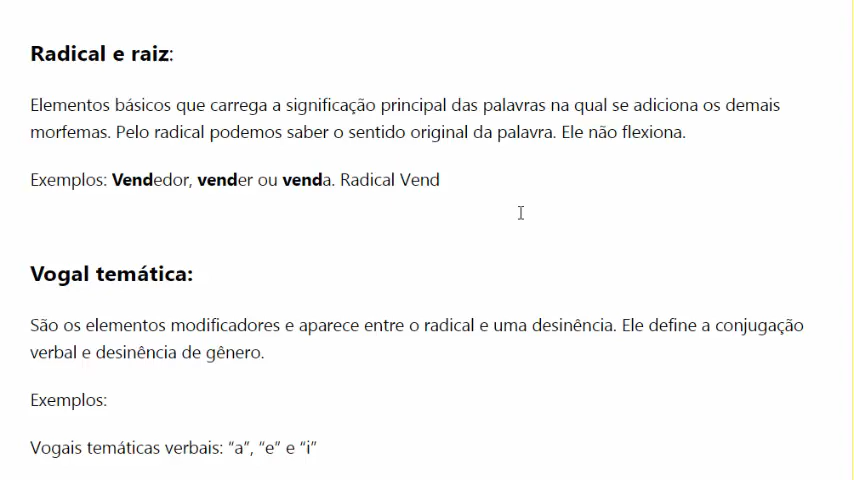 Radical e raiz:
Elementos básicos que carrega a significação principal das palavras na qual se adiciona os demais
morfemas. Pelo radical podemos saber o sentido original da palavra. Ele não flexiona.
Exemplos: Vendedor, vender ou venda. Radical Vend
Vogal temática:
São os elementos modificadores e aparece entre o radical e uma desinência. Ele define a conjugação
verbal e desinência de gênero.
Exemplos:
Vogais temáticas verbais: “a”, “e” e “i”